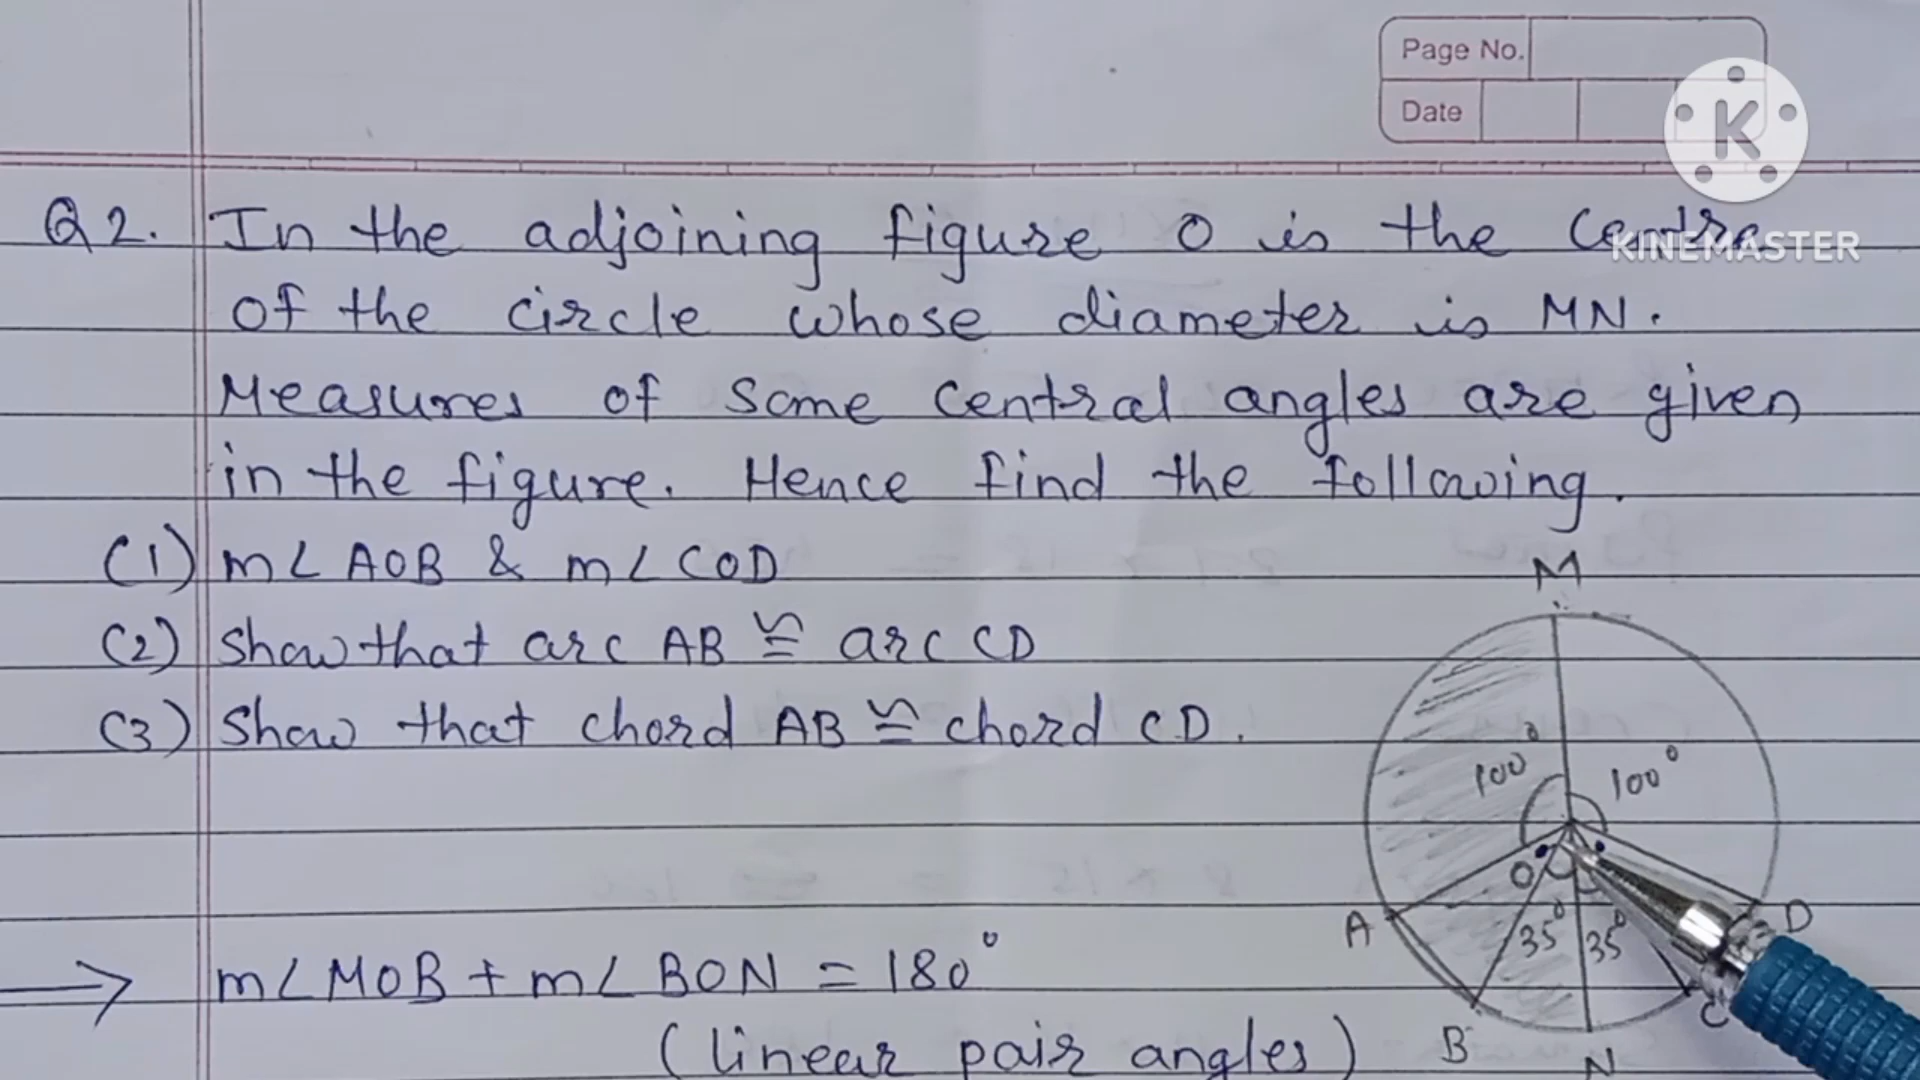 Page No.
Date
K
KINEMASTER
Q2. In the adjoining figure O is the centre
of the circle whose diameter is MN.
Measures of some central angles are given
in the figure. Hence find the following.
(1) m∠AOB & m∠COD
(2) Show that arc AB ≅ arc CD
(3) Show that chord AB ≅ chord CD.
M
100° 100°
O
A D
35° 35°
C
B N
→ m∠MOB + m∠BON = 180°
(linear pair angles)